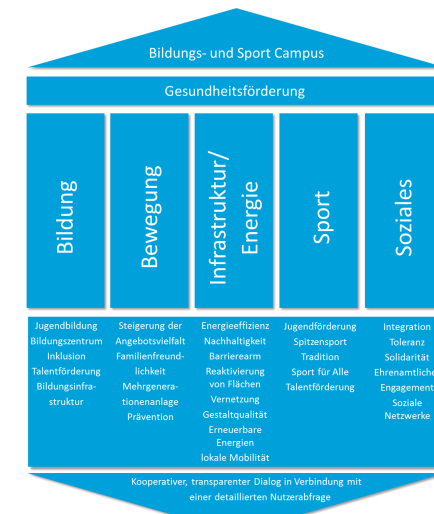 Bildungs- und Sport Campus
Gesundheitsförderung
Bildung
Bewegung
Infrastruktur/
Energie
Sport
Soziales
Jugendbildung
Bildungszentrum
Inklusion
Talentförderung
Bildungsinfra-
struktur
Steigerung der
Angebotsvielfalt
Familienfreund-
lichkeit
Mehrgenera-
tionenanlage
Prävention
Energieeffizienz
Nachhaltigkeit
Barrierearm
Reaktivierung
von Flächen
Vernetzung
Gestaltqualität
Erneuerbare
Energien
lokale Mobilität
Jugendförderung
Spitzensport
Tradition
Sport für Alle
Talentförderung
Integration
Toleranz
Solidarität
Engagement
Soziale
Netzwerke
Kooperativer, transparenter Dialog in Verbindung mit
einer detaillierten Nutzerabfrage